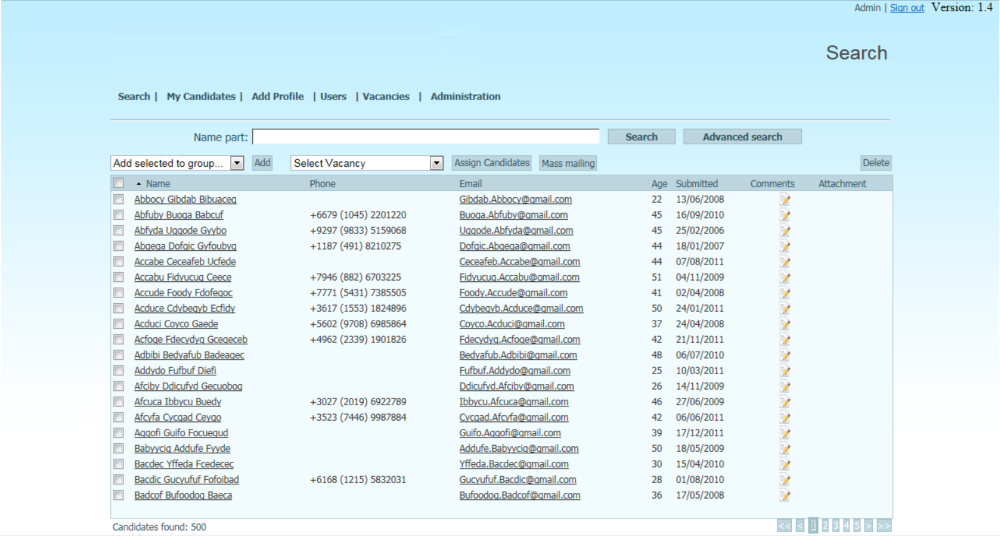 Admin | Sign out Version: 1.4
Search
Search | My Candidates | Add Profile | Users | Vacancies | Administration
Name part: Search Advanced search
Add selected to group... Add Select Vacancy Assign Candidates Mass mailing Delete
Name Phone Email Age Submitted Comments Attachment
Abbocy Gibdab Bibuaceg Gibdab.Abbocy@gmail.com 22 13/06/2008
Abfuby Buoga Babcuf +6679 (1045) 2201220 Buoga.Abfuby@gmail.com 45 16/09/2010
Abfyda Ugqode Gyvbo +9297 (9833) 5159068 Ugqode.Abfyda@gmail.com 45 25/02/2006
Abgega Dofgic Gyfoubyg +1187 (491) 8210275 Dofgic.Abgega@gmail.com 44 18/01/2007
Accabe Ceceafeb Ucfede Ceceafeb.Accabe@gmail.com 44 07/08/2011
Accabu Fidvucug Ceece +7946 (882) 6703225 Fidvucug.Accabu@gmail.com 51 04/11/2009
Accude Foody Fdofegoc +7771 (5431) 7385505 Foody.Accude@gmail.com 41 02/04/2008
Acduce Cdybegyb Ecfidy +3617 (1553) 1824896 Cdybegyb.Acduce@gmail.com 50 24/01/2011
Acduci Coyco Gaede +5602 (9708) 6985864 Coyco.Acduci@gmail.com 37 24/04/2008
Acfoge Fdecvdyg Gcegeceb +4962 (2339) 1901826 Fdecvdyg.Acfoge@gmail.com 42 21/11/2011
Adbibi Bedyafub Badeagec Bedyafub.Adbibi@gmail.com 48 06/07/2010
Addydo Fufbuf Diefi Fufbuf.Addydo@gmail.com 25 10/03/2011
Afciby Ddicufyd Gecuobog Ddicufyd.Afciby@gmail.com 26 14/11/2009
Afcuca Ibbycu Buedy +3027 (2019) 6922789 Ibbycu.Afcuca@gmail.com 46 27/06/2009
Afcyfa Cycgad Ceygo +3523 (7446) 9987884 Cycgad.Afcyfa@gmail.com 42 06/06/2011
Aggofi Guifo Focuegud Guifo.Aggofi@gmail.com 39 17/12/2011
Babyycig Addufe Fyyde Addufe.Babyycig@gmail.com 50 18/05/2009
Bacdec Yffeda Fcedecec Yffeda.Bacdec@gmail.com 30 15/04/2010
Bacdic Gucyufuf Fofoibad +6168 (1215) 5832031 Gucyufuf.Bacdic@gmail.com 28 01/08/2010
Badcof Bufoodog Baeca Bufoodog.Badcof@gmail.com 36 17/05/2008
Candidates found: 500 << < 1 2 3 4 5 > >>